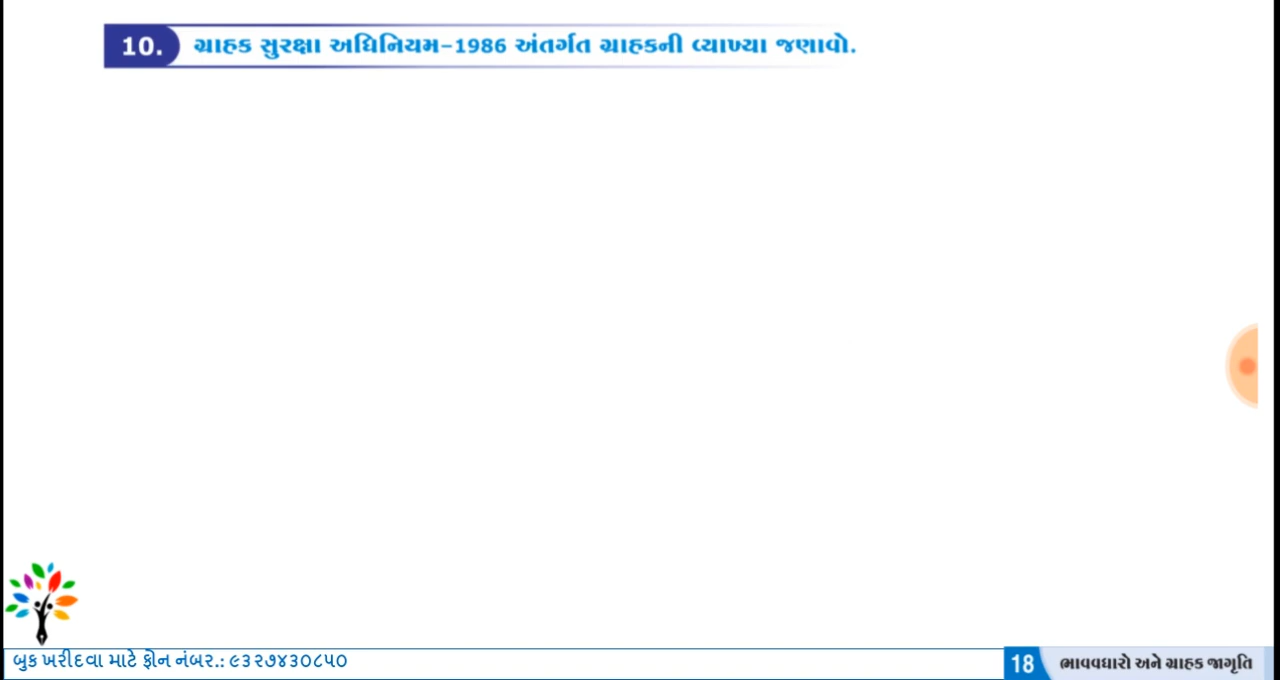 10. ગ્રાહક સુરક્ષા અધિનિયમ-1986 અંતર્ગત ગ્રાહકની વ્યાખ્યા જણાવો.
બુક ખરીદવા માટે ફોન નંબર.: ૯૩૨૭૪૩૦૮૫૦
18 ભાવવધારો અને ગ્રાહક જાગૃતિ